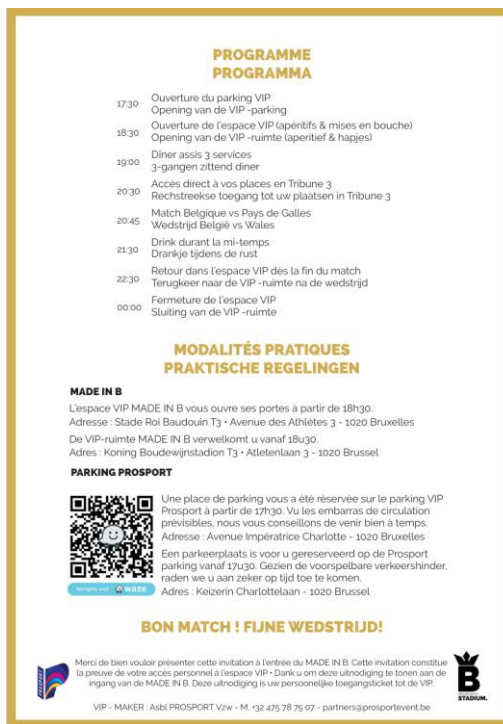 PROGRAMME
PROGRAMMA
17:30 Ouverture du parking VIP
Opening van de VIP -parking
18:30 Ouverture de l'espace VIP (apéritifs & mises en bouche)
Opening van de VIP -ruimte (aperitief & hapjes)
19:00 Diner assis 3 services
3-gangen zittend diner
20:30 Accès direct à vos places en Tribune 3
Rechstreekse toegang tot uw plaatsen in Tribune 3
20:45 Match Belgique vs Pays de Galles
Wedstrijd België vs Wales
21:30 Drink durant la mi-temps
Drankje tijdens de rust
22:30 Retour dans l'espace VIP dès la fin du match
Terugkeer naar de VIP -ruimte na de wedstrijd
00:00 Fermeture de l'espace VIP
Sluiting van de VIP -ruimte
MODALITÉS PRATIQUES
PRAKTISCHE REGELINGEN
MADE IN B
L'espace VIP MADE IN B vous ouvre ses portes à partir de 18h30.
Adresse : Stade Roi Baudouin T3 • Avenue des Athlètes 3 - 1020 Bruxelles
De VIP-ruimte MADE IN B verwelkomt u vanaf 18u30.
Adres : Koning Boudewijnstadion T3 • Atletenlaan 3 - 1020 Brussel
PARKING PROSPORT
Une place de parking vous a été réservée sur le parking VIP
Prosport à partir de 17h30. Vu les embarras de circulation
prévisibles, nous vous conseillons de venir bien à temps.
Adresse : Avenue Impératrice Charlotte - 1020 Bruxelles
Een parkeerplaats is voor u gereserveerd op de Prosport
parking vanaf 17u30. Gezien de voorspelbare verkeershinder,
raden we u aan zeker op tijd toe te komen.
Adres : Keizerin Charlottelaan - 1020 Brussel
Navigate with waze
BON MATCH ! FIJNE WEDSTRIJD!
Merci de bien vouloir présenter cette invitation à l'entrée du MADE IN B. Cette invitation constitue
la preuve de votre accès personnel à l'espace VIP • Dank u om deze uitnodiging te tonen aan de
ingang van de MADE IN B. Deze uitnodiging is uw persoonlijke toegangsticket tot de VIP.
B
STADIUM.
VIP - MAKER : Asbl PROSPORT Vzw - M. +32 475 78 75 07 - partners@prosportevent.be